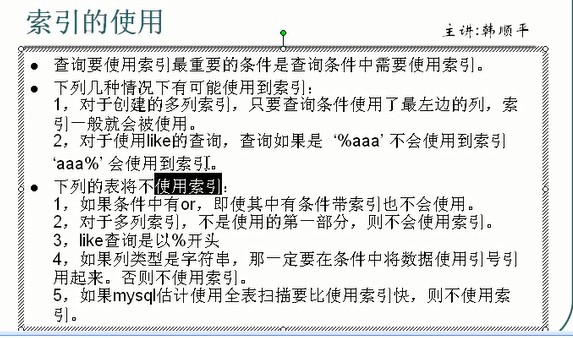 索引的使用
主讲:韩顺平
● 查询要使用索引最重要的条件是查询条件中需要使用索引。
● 下列几种情况下有可能使用到索引:
1，对于创建的多列索引，只要查询条件使用了最左边的列，索
引一般就会被使用。
2，对于使用like的查询，查询如果是 ‘%aaa’ 不会使用到索引
‘aaa%’ 会使用到索引。
● 下列的表将不使用索引:
1，如果条件中有or，即使其中有条件带索引也不会使用。
2，对于多列索引，不是使用的第一部分，则不会使用索引。
3，like查询是以%开头
4，如果列类型是字符串，那一定要在条件中将数据使用引号引
用起来。否则不使用索引。
5，如果mysql估计使用全表扫描要比使用索引快，则不使用索
引。